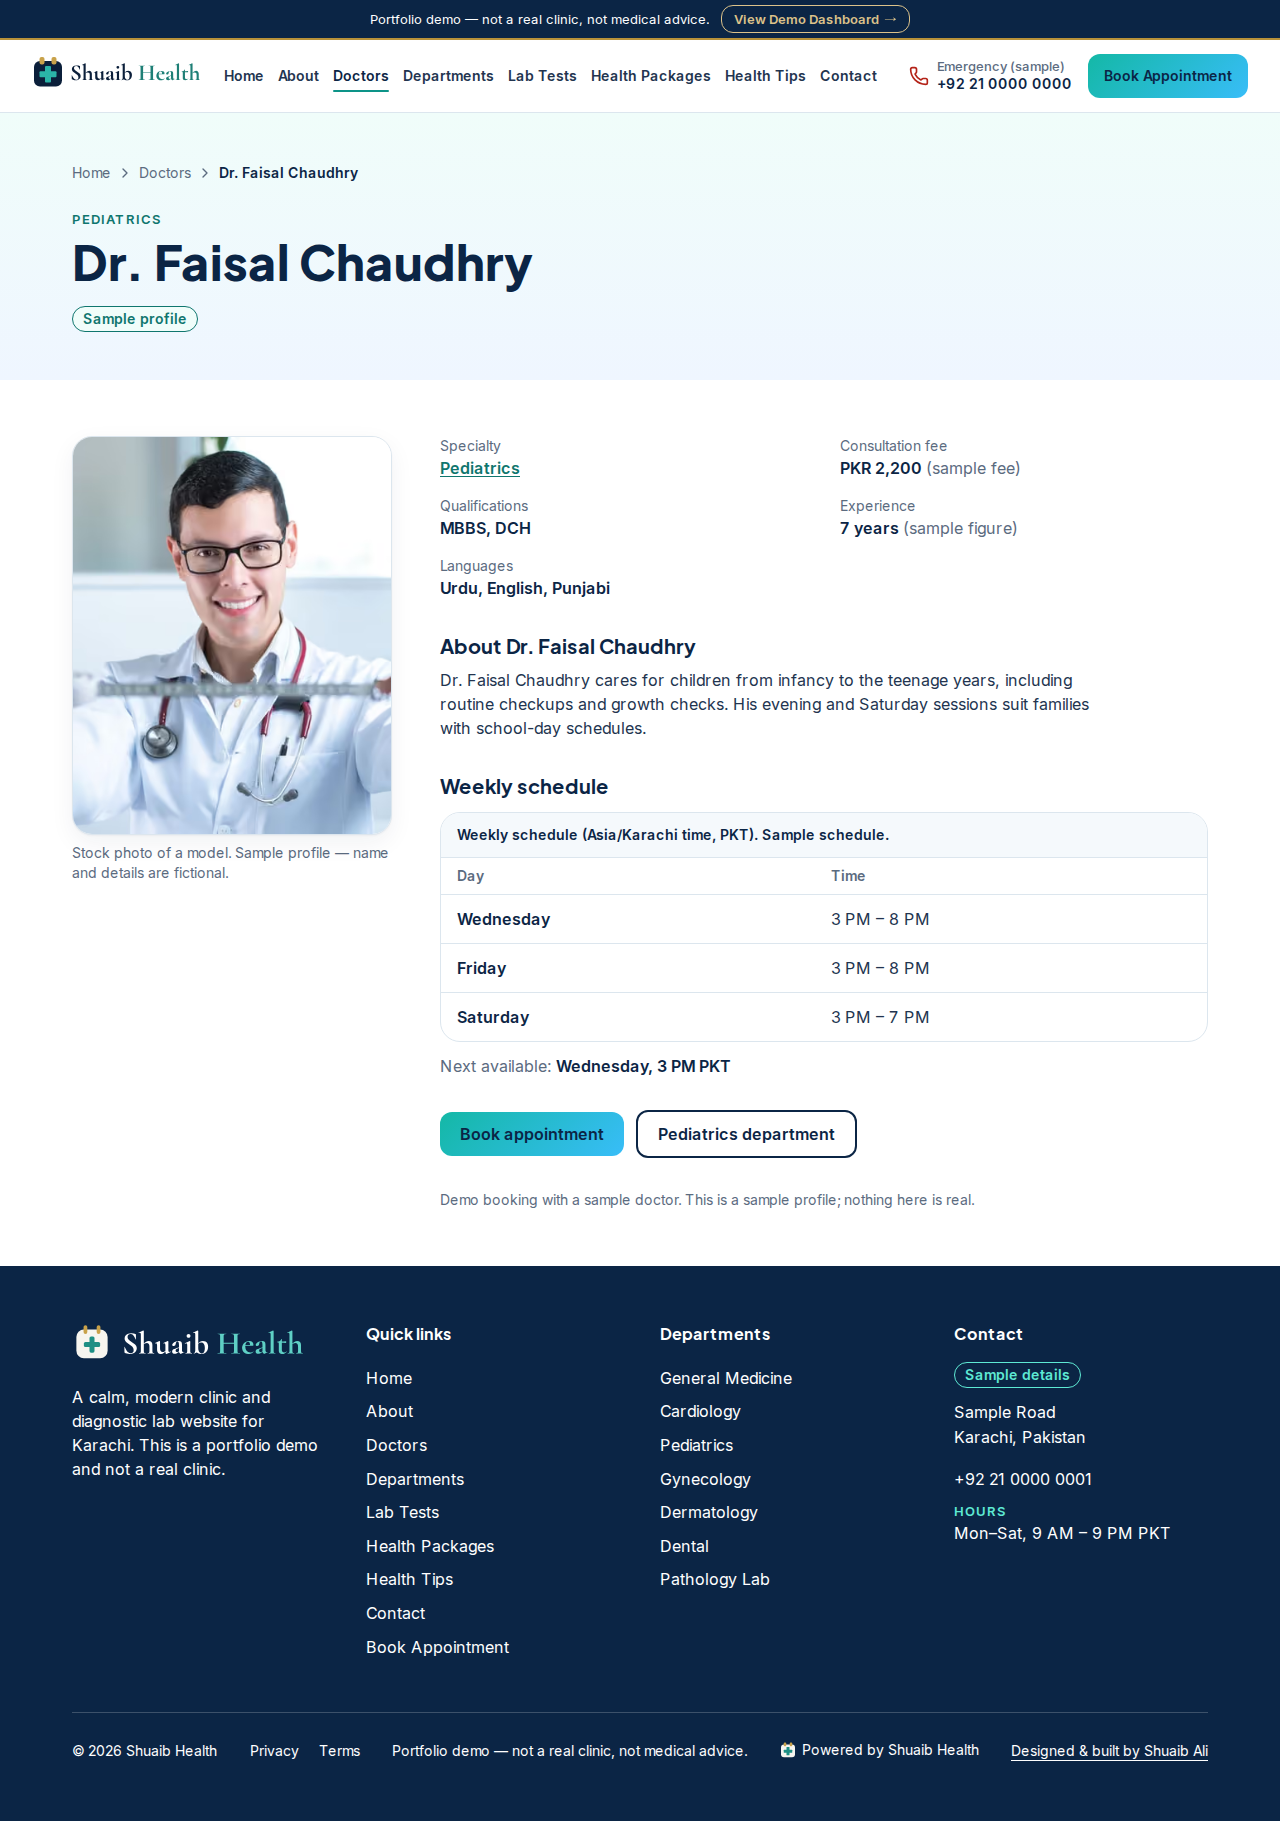 Portfolio demo — not a real clinic, not medical advice. View Demo Dashboard →
Shuaib Health
Home About Doctors Departments Lab Tests Health Packages Health Tips Contact
Emergency (sample)
+92 21 0000 0000
Book Appointment
Home > Doctors > Dr. Faisal Chaudhry
PEDIATRICS
Dr. Faisal Chaudhry
Sample profile
Stock photo of a model. Sample profile — name
and details are fictional.
Specialty
Pediatrics
Consultation fee
PKR 2,200 (sample fee)
Qualifications
MBBS, DCH
Experience
7 years (sample figure)
Languages
Urdu, English, Punjabi
About Dr. Faisal Chaudhry
Dr. Faisal Chaudhry cares for children from infancy to the teenage years, including
routine checkups and growth checks. His evening and Saturday sessions suit families
with school-day schedules.
Weekly schedule
Weekly schedule (Asia/Karachi time, PKT). Sample schedule.
Day Time
Wednesday 3 PM – 8 PM
Friday 3 PM – 8 PM
Saturday 3 PM – 7 PM
Next available: Wednesday, 3 PM PKT
Book appointment
Pediatrics department
Demo booking with a sample doctor. This is a sample profile; nothing here is real.
Shuaib Health
A calm, modern clinic and
diagnostic lab website for
Karachi. This is a portfolio demo
and not a real clinic.
Quick links
Home
About
Doctors
Departments
Lab Tests
Health Packages
Health Tips
Contact
Book Appointment
Departments
General Medicine
Cardiology
Pediatrics
Gynecology
Dermatology
Dental
Pathology Lab
Contact
Sample details
Sample Road
Karachi, Pakistan
+92 21 0000 0001
HOURS
Mon–Sat, 9 AM – 9 PM PKT
© 2026 Shuaib Health Privacy Terms Portfolio demo — not a real clinic, not medical advice. Powered by Shuaib Health Designed & built by Shuaib Ali